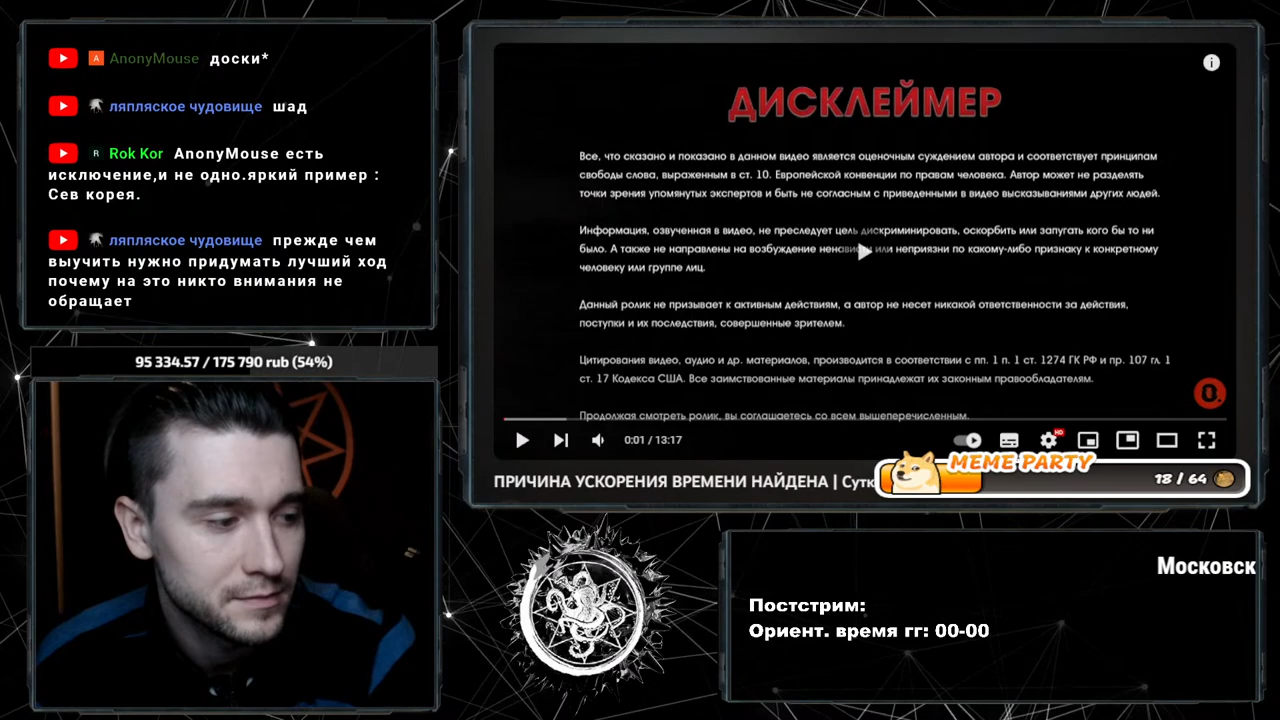 AnonyMouse доски*
ляпляское чудовище шад
Rok Kor AnonyMouse есть
исключение,и не одно.яркий пример :
Сев корея.
ляпляское чудовище прежде чем
выучить нужно придумать лучший ход
почему на это никто внимания не
обращает
95 334.57 / 175 790 rub (54%)
ДИСКЛЕЙМЕР
Все, что сказано и показано в данном видео является оценочным суждением автора и соответствует принципам
свободы слова, выраженным в ст. 10. Европейской конвенции по правам человека. Автор может не разделять
точки зрения упомянутых экспертов и быть не согласным с приведенными в видео высказываниями других людей.
Информация, озвученная в видео, не преследует цель дискриминировать, оскорбить или запугать кого бы то ни
было. А также не направлены на возбуждение ненависти или неприязни по какому-либо признаку к конкретному
человеку или группе лиц.
Данный ролик не призывает к активным действиям, а автор не несет никакой ответственности за действия,
поступки и их последствия, совершенные зрителем.
Цитирования видео, аудио и др. материалов, производится в соответствии с пп. 1 п. 1 ст. 1274 ГК РФ и пр. 107 гл. 1
ст. 17 Кодекса США. Все заимствованные материалы принадлежат их законным правообладателям.
Продолжая смотреть ролик, вы соглашаетесь со всем вышеперечисленным.
0:01 / 13:17
HD
ПРИЧИНА УСКОРЕНИЯ ВРЕМЕНИ НАЙДЕНА | Сутк
MEME PARTY
18 / 64
Московск
Постстрим:
Ориент. время гг: 00-00